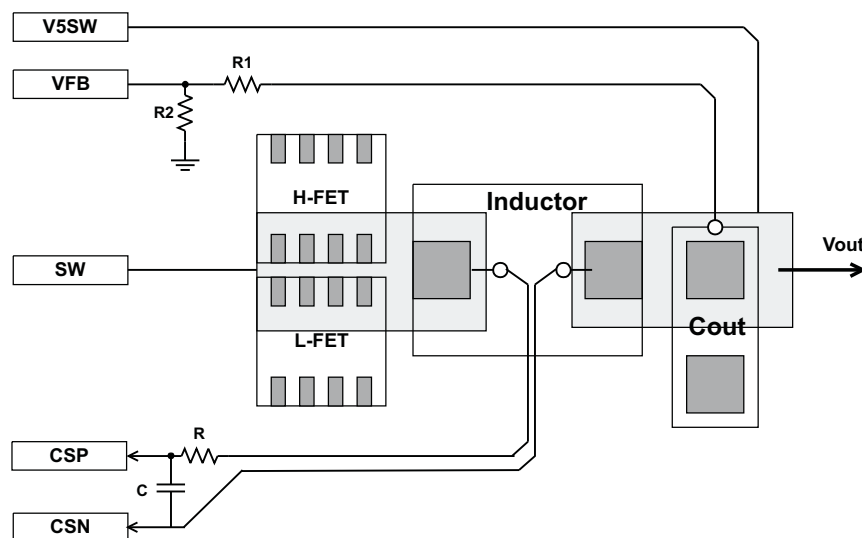 V5SW
VFB
R1
R2
H-FET
Inductor
SW
Vout
L-FET
Cout
CSP
R
C
CSN